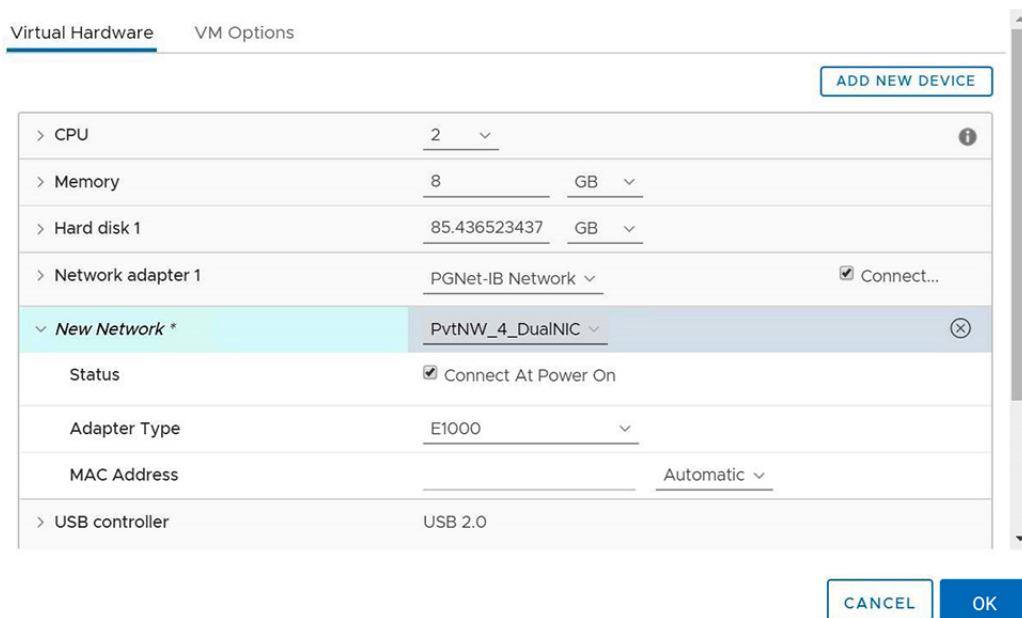 Virtual Hardware VM Options
ADD NEW DEVICE
CPU 2
Memory 8 GB
Hard disk 1 85.436523437 GB
Network adapter 1 PGNet-IB Network Connect...
New Network * PvtNW_4_DualNIC
Status Connect At Power On
Adapter Type E1000
MAC Address Automatic
USB controller USB 2.0
CANCEL OK